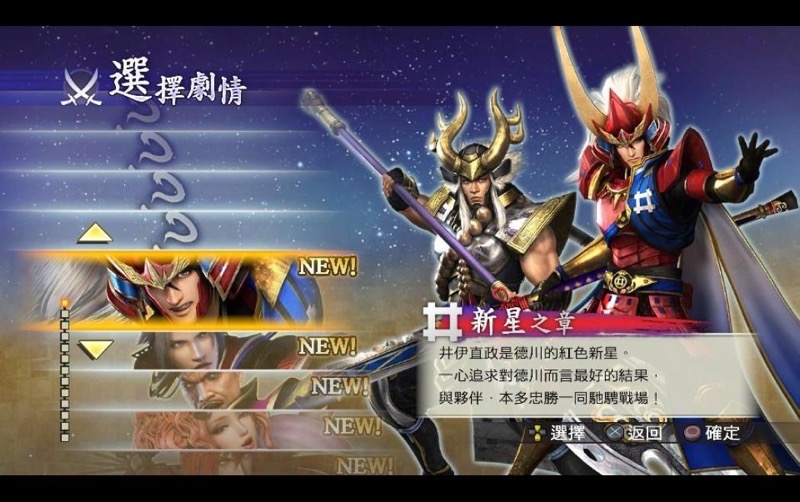 選擇劇情
NEW!
NEW!
NEW!
NEW!
NEW!
新星之章
井伊直政是德川的紅色新星。
一心追求對德川而言最好的結果，
與夥伴．本多忠勝一同馳騁戰場！
選擇 返回 確定